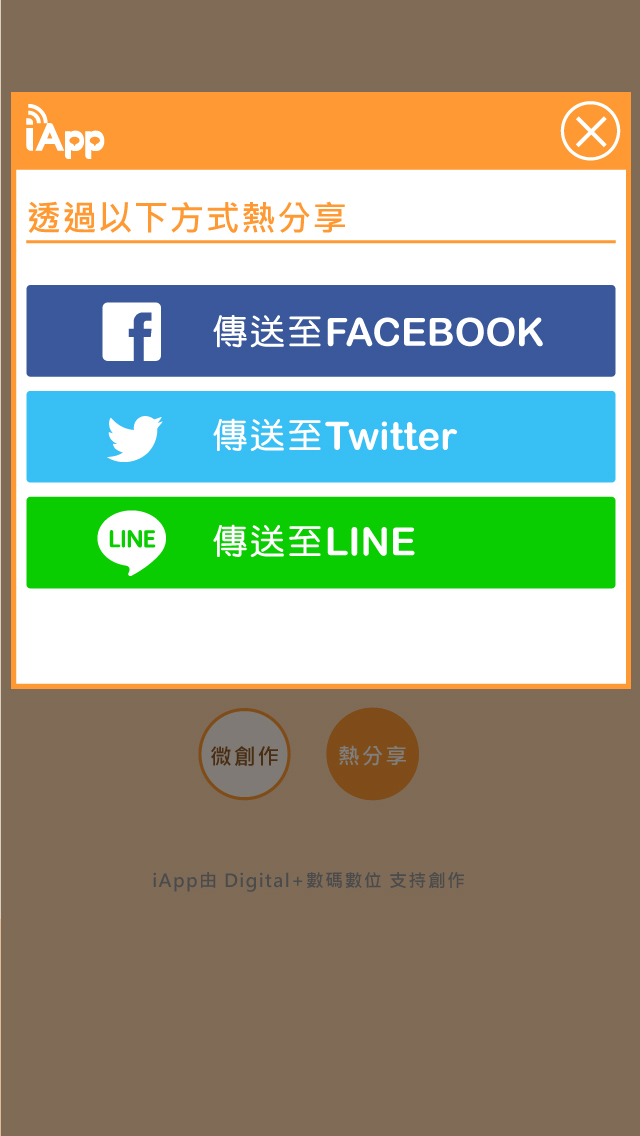 iApp
透過以下方式熱分享
傳送至FACEBOOK
傳送至Twitter
LINE 傳送至LINE
微創作 熱分享
iApp由 Digital+數碼數位 支持創作